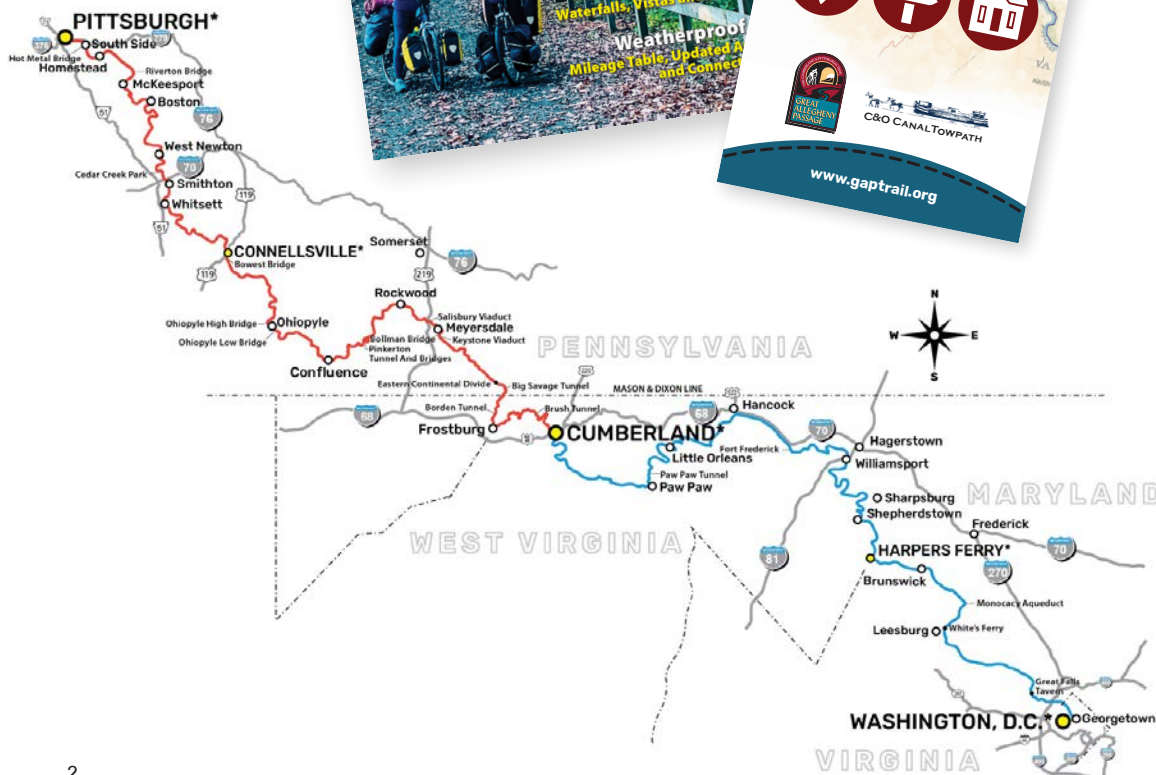 Waterfalls, Vistas
Weatherproof
Mileage Table, Updated
and Connect
GREAT
ALLEGHENY
PASSAGE
C&O CANAL TOWPATH
www.gaptrail.org
PITTSBURGH*
South Side
Hot Metal Bridge
Homestead
Riverton Bridge
McKeesport
51
Boston
76
West Newton
70
Cedar Creek Park
Smithton
119
Whitsett
51
CONNELLSVILLE*
Bowest Bridge
Somerset
76
119
219
Rockwood
Ohiopyle High Bridge
Ohiopyle
Ohiopyle Low Bridge
Salisbury Viaduct
Meyersdale
Bollman Bridge
Keystone Viaduct
Pinkerton
Tunnel And Bridges
Confluence
PENNSYLVANIA
N
W
E
S
Eastern Continental Divide
Big Savage Tunnel
MASON & DIXON LINE
Borden Tunnel
Brush Tunnel
68
68
Hancock
Frostburg
CUMBERLAND*
70
Fort Frederick
Hagerstown
Little Orleans
Williamsport
Paw Paw Tunnel
Paw Paw
Sharpsburg
MARYLAND
Shepherdstown
Frederick
WEST VIRGINIA
81
HARPERS FERRY*
70
270
Brunswick
Monocacy Aqueduct
Leesburg
White's Ferry
Great Falls
Tavern
WASHINGTON, D.C.*
Georgetown
VIRGINIA
2